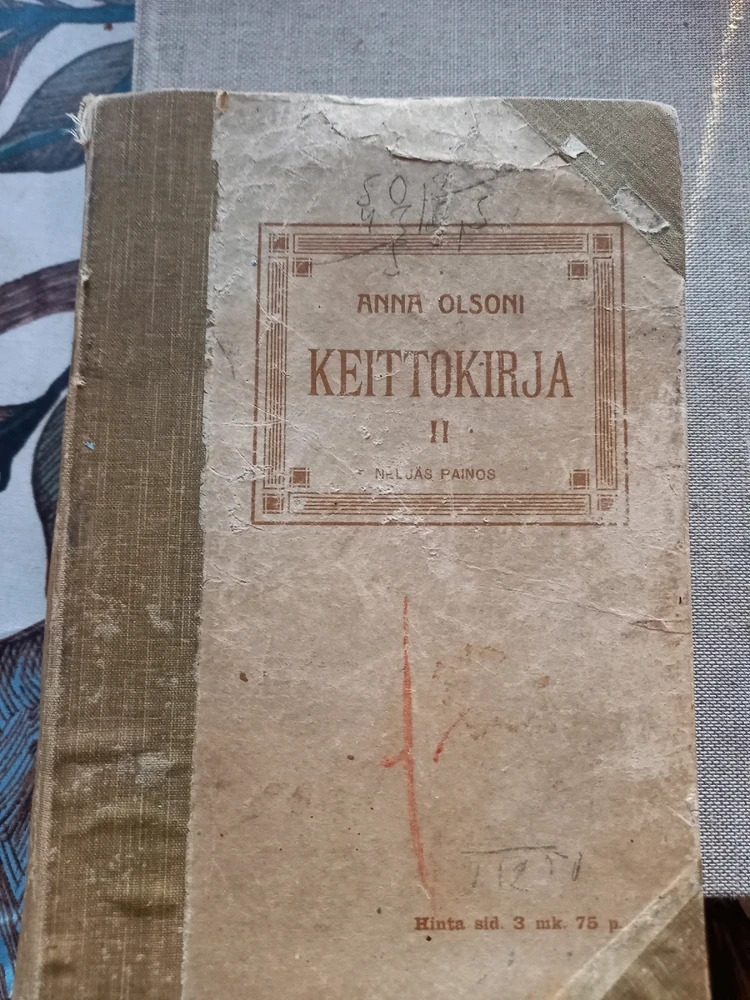 ANNA OLSONI
KEITTOKIRJA
II
NELJÄS PAINOS
Hinta sid. 3 mk. 75 p.